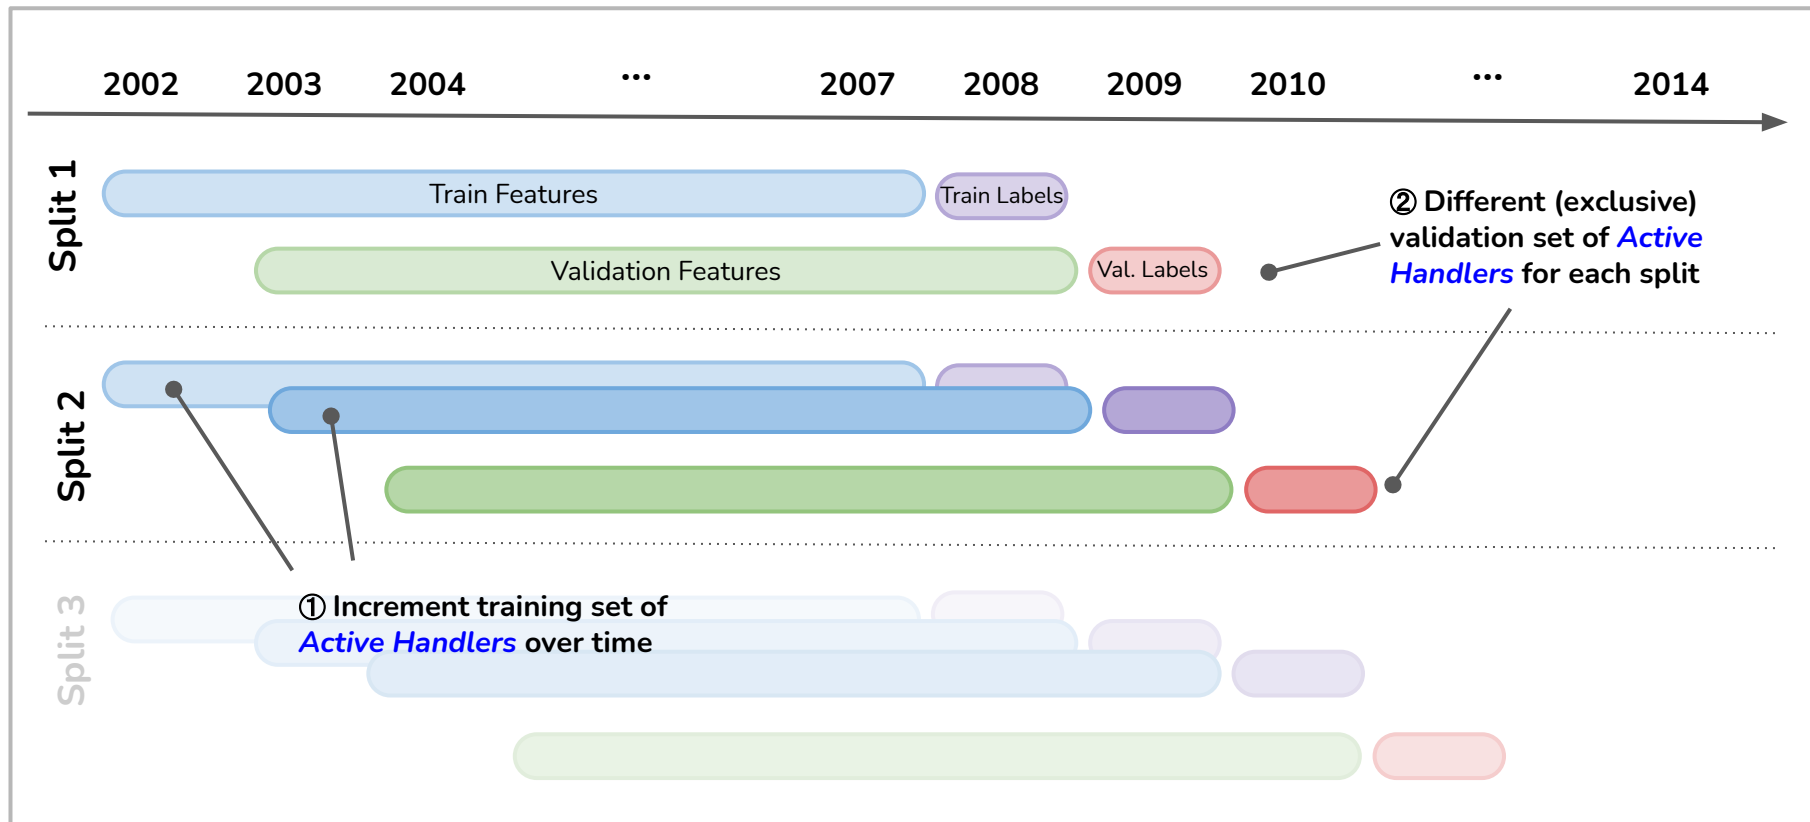 2002 2003 2004 ... 2007 2008 2009 2010 ... 2014
Split 1
Train Features
Train Labels
Validation Features
Val. Labels
② Different (exclusive)
validation set of Active
Handlers for each split
Split 2
Split 3
① Increment training set of
Active Handlers over time